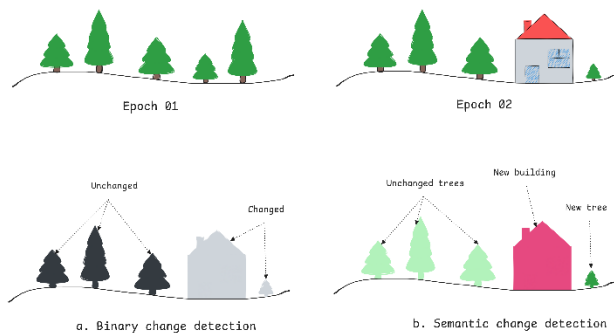 Epoch 01
Epoch 02
Unchanged
Changed
a. Binary change detection
Unchanged trees
New building
New tree
b. Semantic change detection